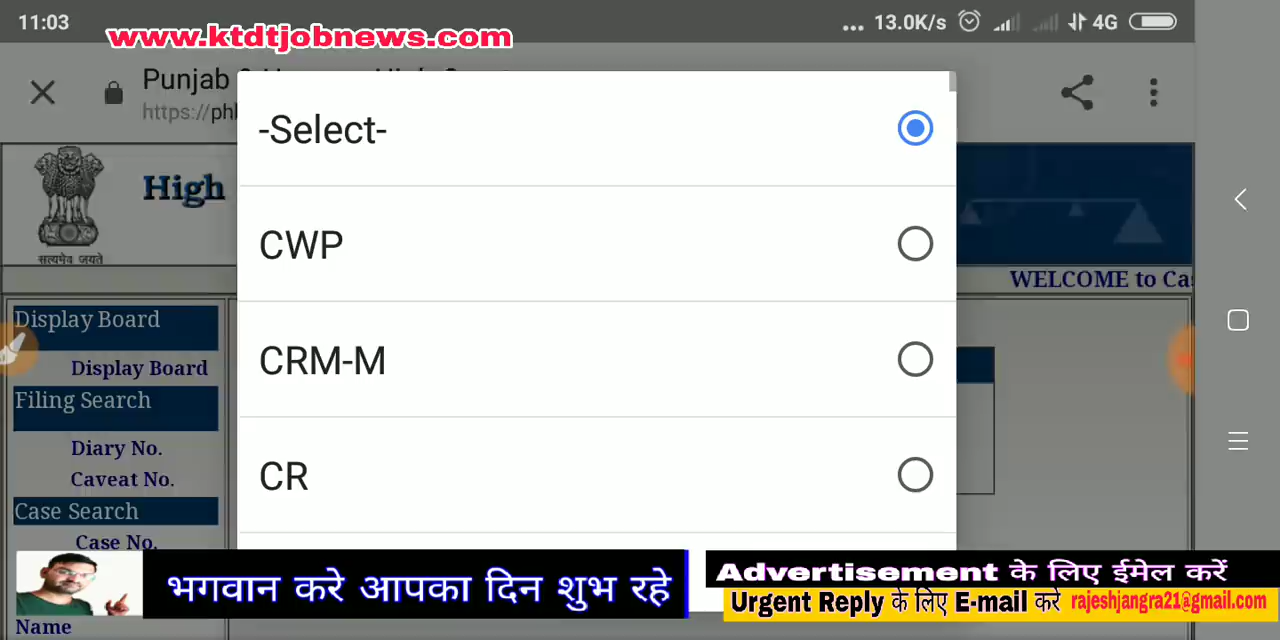 11:03
www.ktdtjobnews.com
... 13.0K/s 4G
Punjab
https://phl
-Select-
CWP
CRM-M
CR
High
सत्यमेव जयते
WELCOME to Cas
Display Board
Display Board
Filing Search
Diary No.
Caveat No.
Case Search
Case No.
Name
भगवान करे आपका दिन शुभ रहे
Advertisement के लिए ईमेल करें
Urgent Reply के लिए E-mail करें rajeshjangra21@gmail.com